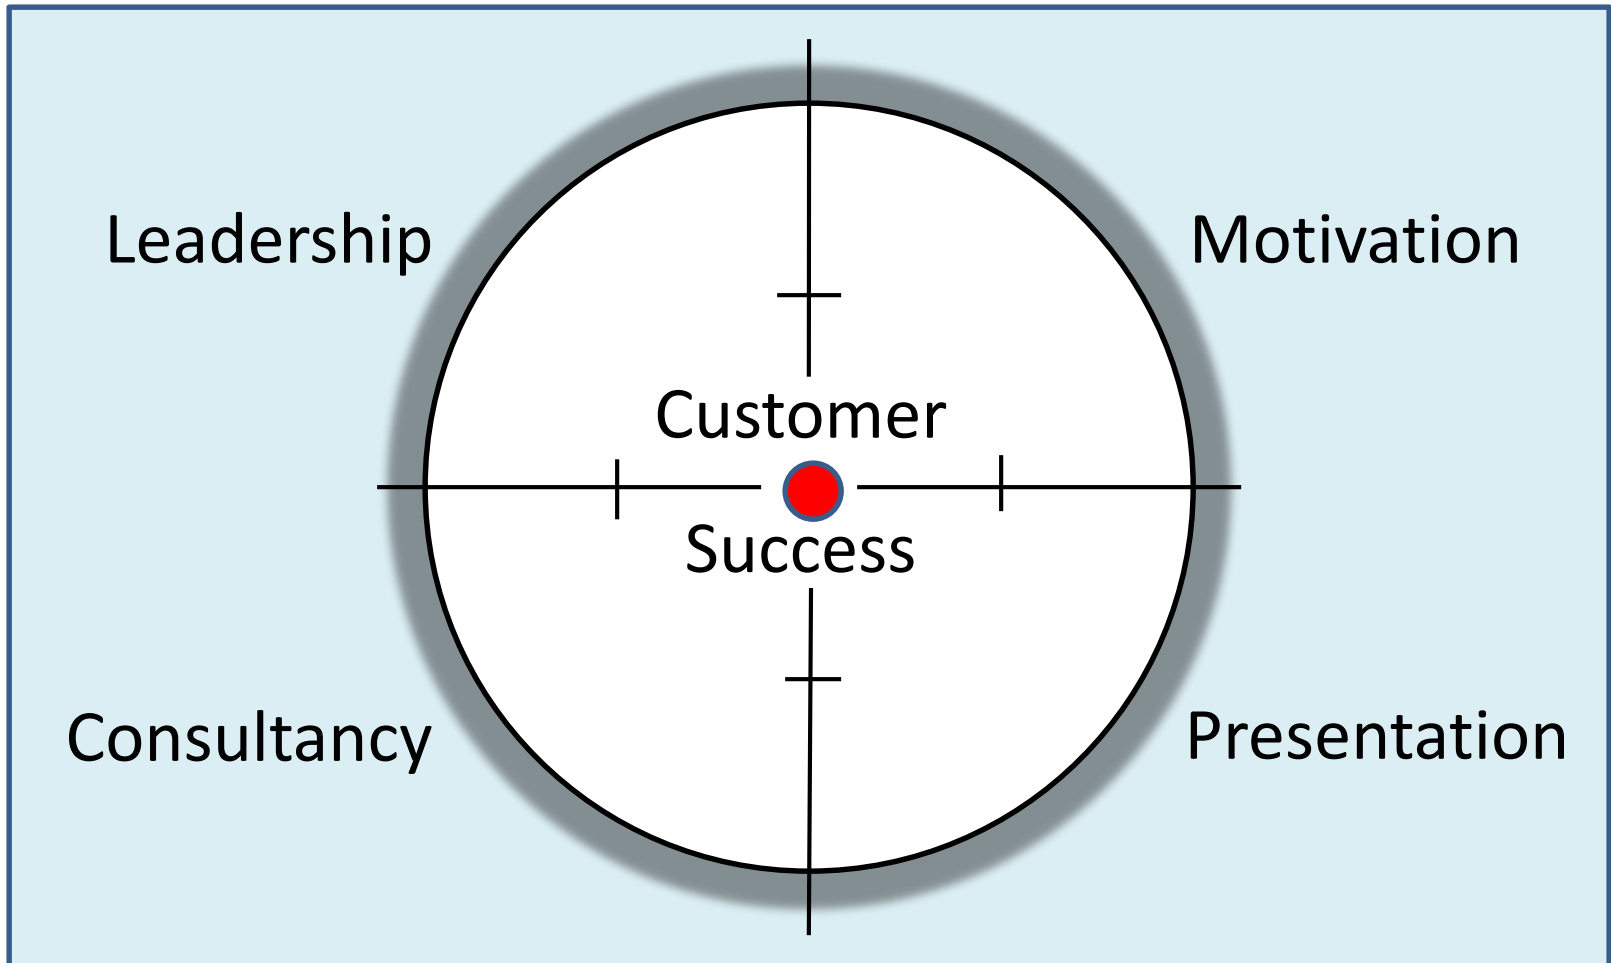 Leadership
Motivation
Customer
Success
Consultancy
Presentation